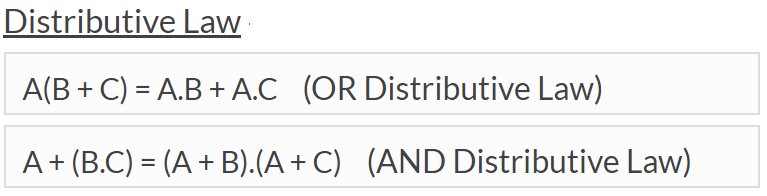 Distributive Law
A(B + C) = A.B + A.C (OR Distributive Law)
A + (B.C) = (A + B).(A + C) (AND Distributive Law)